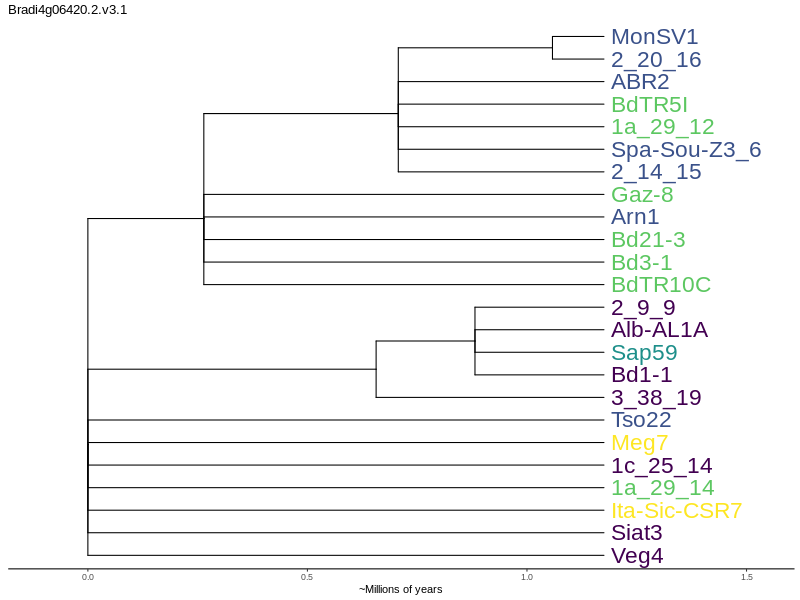 Bradi4g06420.2.v3.1
MonSV1
2_20_16
ABR2
BdTR5I
1a_29_12
Spa-Sou-Z3_6
2_14_15
Gaz-8
Arn1
Bd21-3
Bd3-1
BdTR10C
2_9_9
Alb-AL1A
Sap59
Bd1-1
3_38_19
Tso22
Meg7
1c_25_14
1a_29_14
Ita-Sic-CSR7
Siat3
Veg4
0.0 0.5 1.0 1.5
~Millions of years